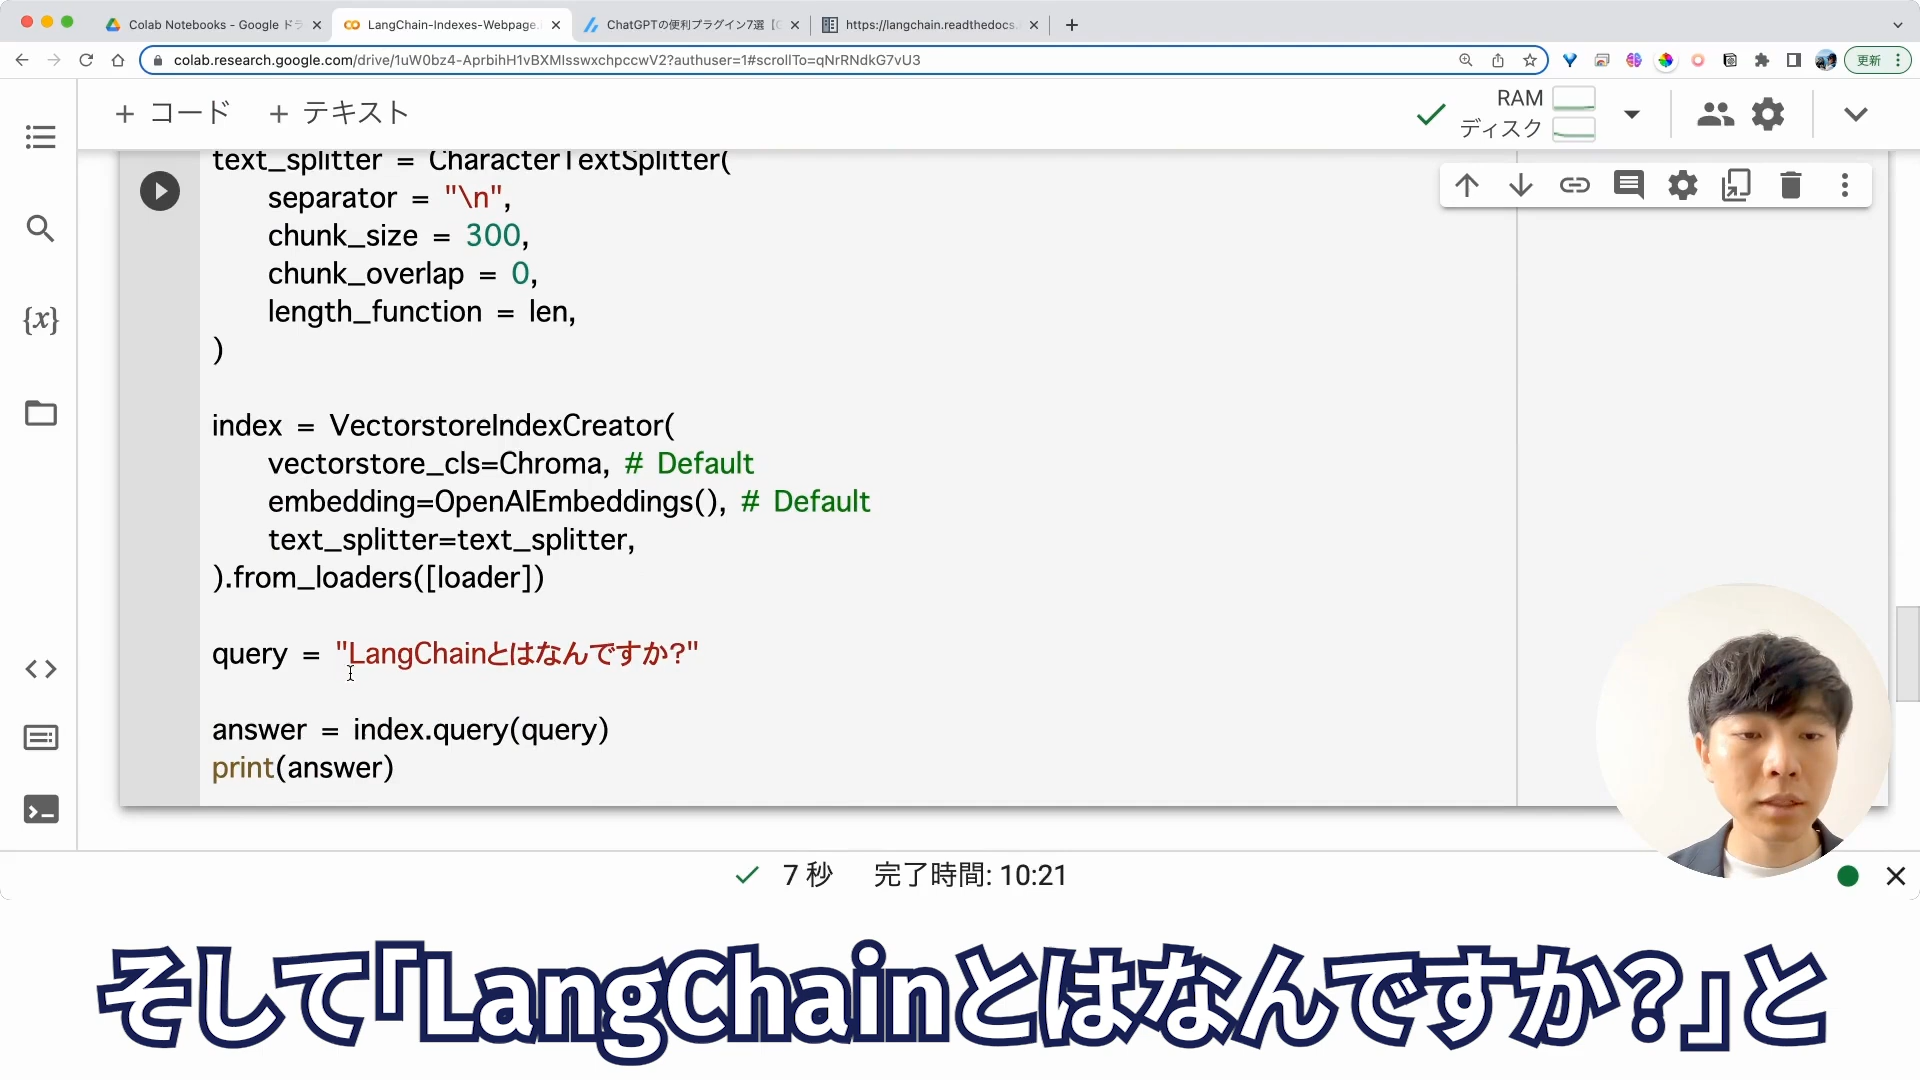 Colab Notebooks - Google ドラ
LangChain-Indexes-Webpage.
ChatGPTの便利プラグイン7選【C
https://langchain.readthedocs.
colab.research.google.com/drive/1uW0bz4-AprbihH1vBXMIsswxchpccwV2?authuser=1#scrollTo=qNrRNdkG7vU3
更新
+ コード + テキスト
RAM
ディスク
text_splitter = CharacterTextSplitter(
separator = "\n",
chunk_size = 300,
chunk_overlap = 0,
length_function = len,
)
index = VectorstoreIndexCreator(
vectorstore_cls=Chroma, # Default
embedding=OpenAIEmbeddings(), # Default
text_splitter=text_splitter,
).from_loaders([loader])
query = "LangChainとはなんですか?"
answer = index.query(query)
print(answer)
7 秒 完了時間: 10:21
そして「LangChainとはなんですか?」と